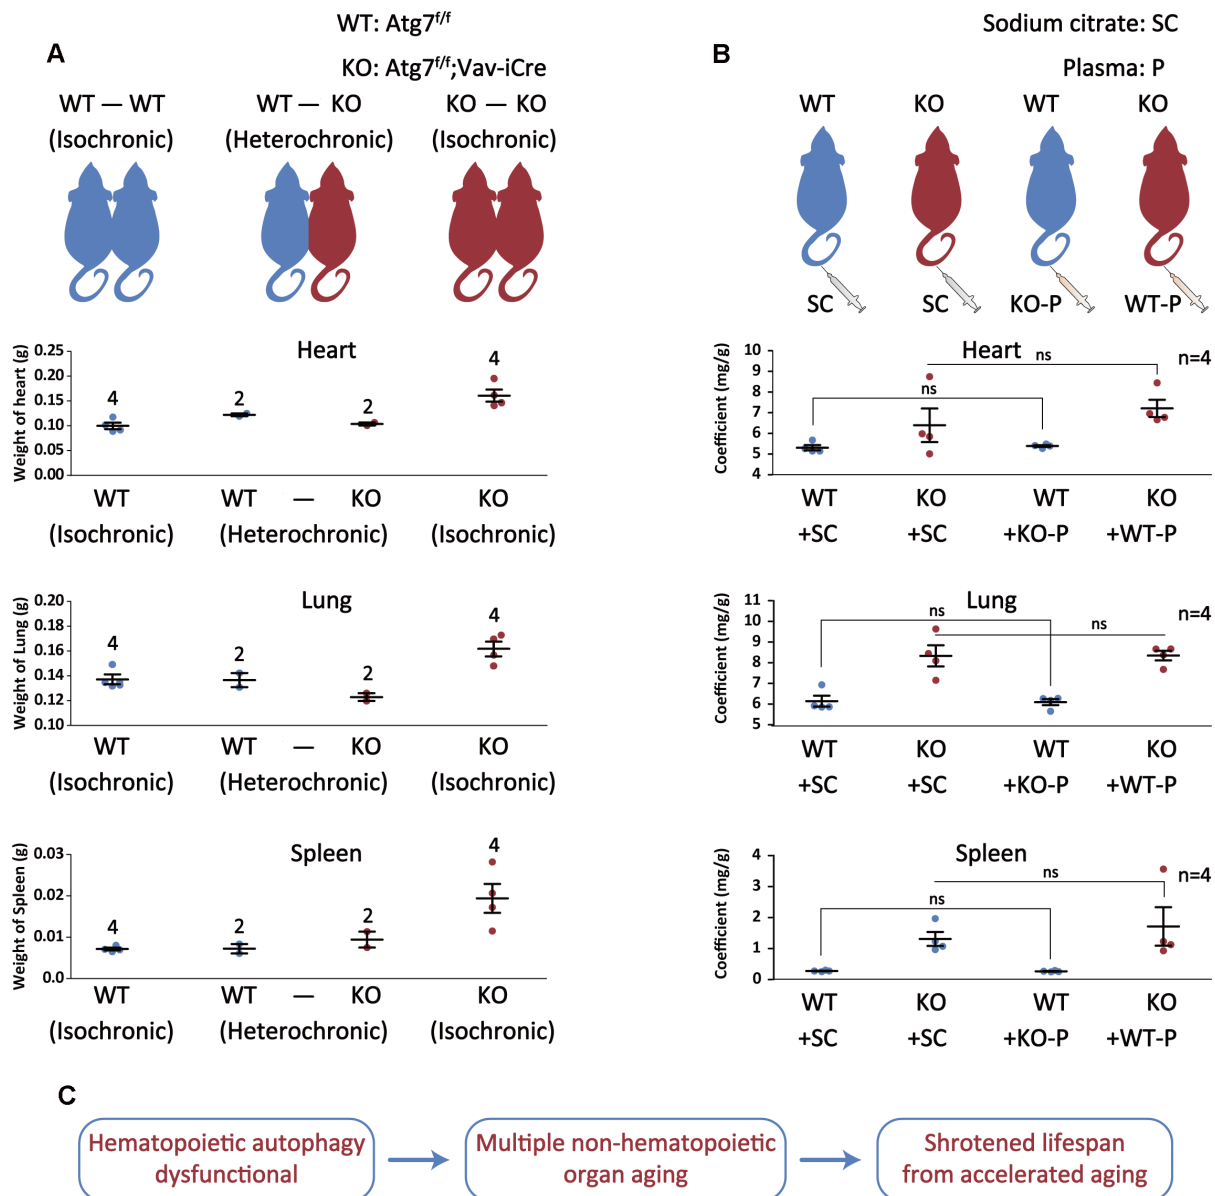 WT: Atg7f/f
KO: Atg7f/f;Vav-iCre
A
WT — WT
(Isochronic)
WT — KO
(Heterochronic)
KO — KO
(Isochronic)
Heart
Weight of heart (g)
0.25
0.20
0.15
0.10
0.05
0.00
4
2
2
4
WT
WT — KO
KO
(Isochronic)
(Heterochronic)
(Isochronic)
Lung
Weight of Lung (g)
0.20
0.18
0.16
0.14
0.12
0.10
4
2
2
4
WT
WT — KO
KO
(Isochronic)
(Heterochronic)
(Isochronic)
Spleen
Weight of Spleen (g)
0.03
0.02
0.01
0.0
4
2
2
4
WT
WT — KO
KO
(Isochronic)
(Heterochronic)
(Isochronic)
B
Sodium citrate: SC
Plasma: P
WT
KO
WT
KO
SC
SC
KO-P
WT-P
Heart
n=4
Coefficient (mg/g)
10
9
8
7
6
5
4
ns
ns
WT
KO
WT
KO
+SC
+SC
+KO-P
+WT-P
Lung
n=4
Coefficient (mg/g)
11
10
9
8
7
6
5
ns
ns
WT
KO
WT
KO
+SC
+SC
+KO-P
+WT-P
Spleen
n=4
Coefficient (mg/g)
4
3
2
1
0
ns
ns
WT
KO
WT
KO
+SC
+SC
+KO-P
+WT-P
C
Hematopoietic autophagy
dysfunctional
Multiple non-hematopoietic
organ aging
Shrotened lifespan
from accelerated aging